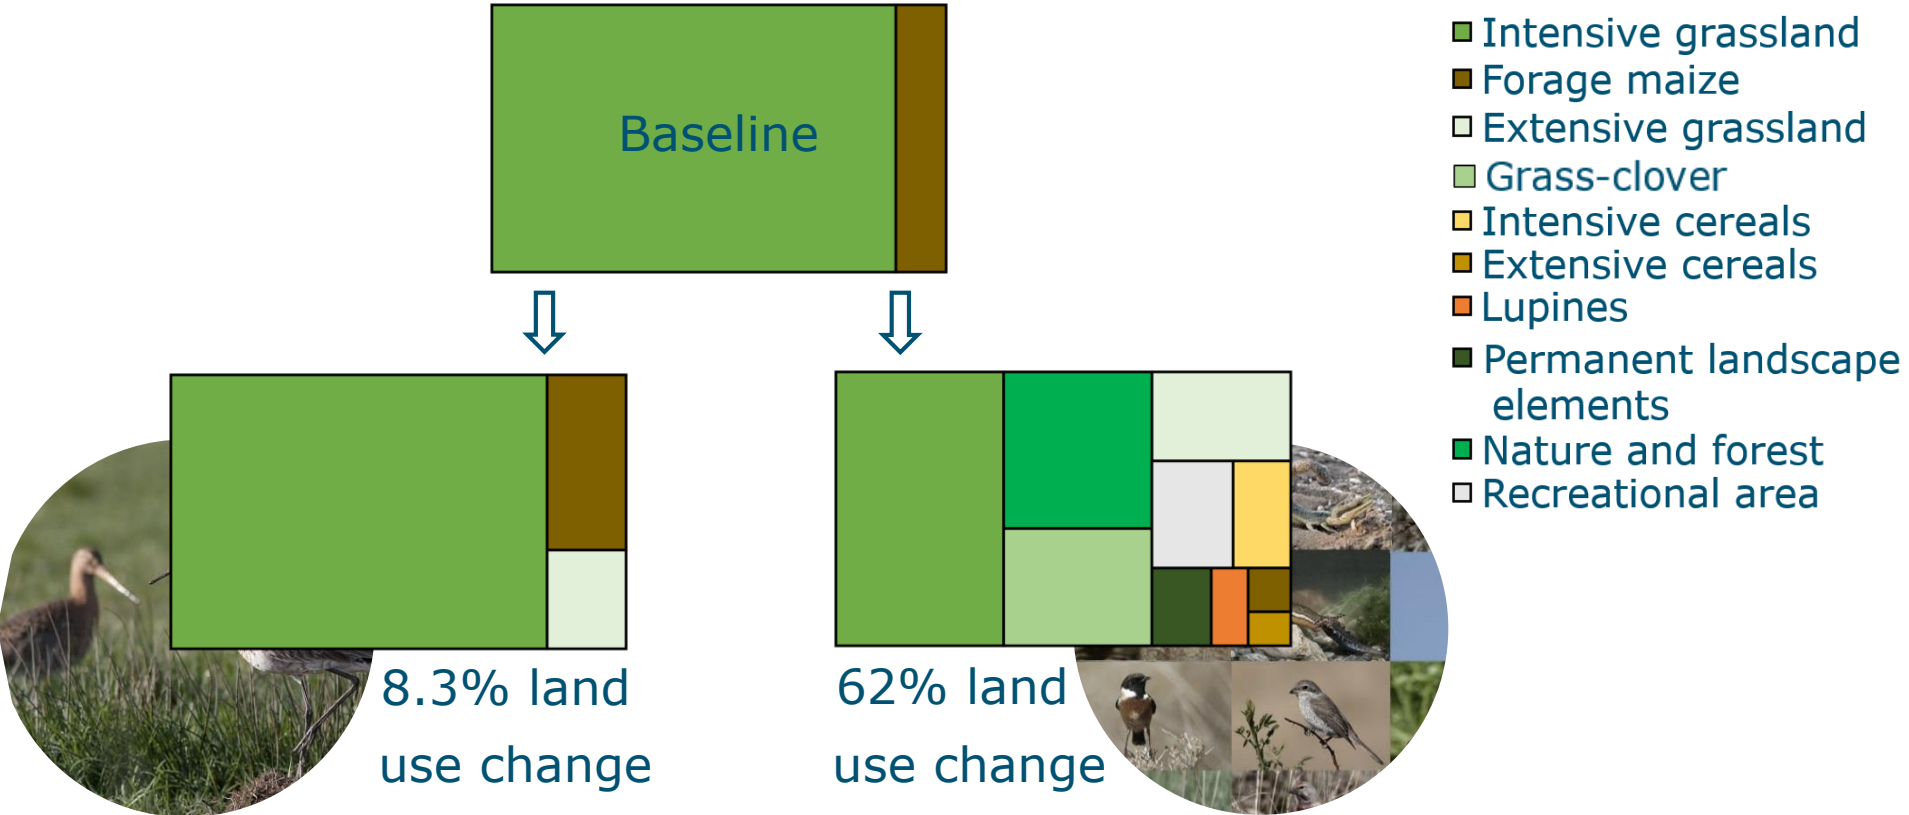 Baseline
8.3% land
use change
62% land
use change
Intensive grassland
Forage maize
Extensive grassland
Grass-clover
Intensive cereals
Extensive cereals
Lupines
Permanent landscape
elements
Nature and forest
Recreational area